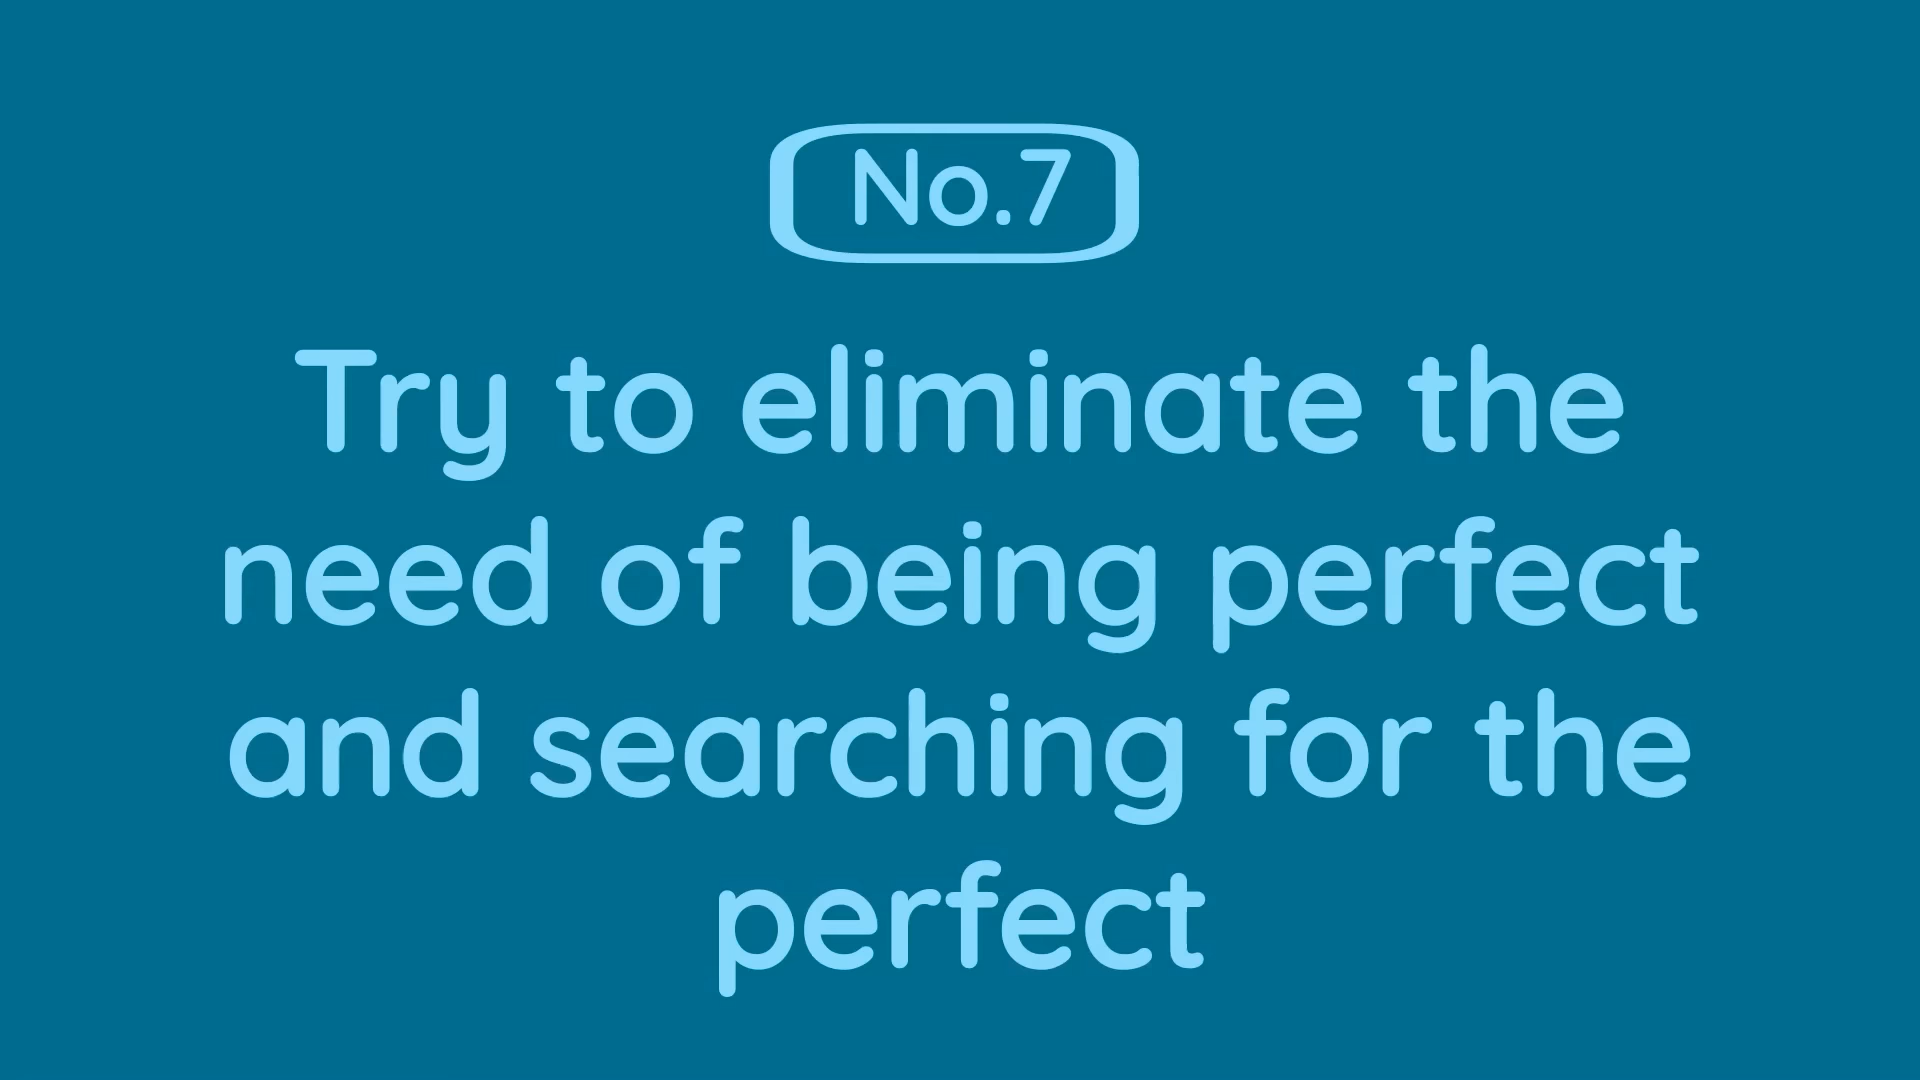 No.7
Try to eliminate the
need of being perfect
and searching for the
perfect